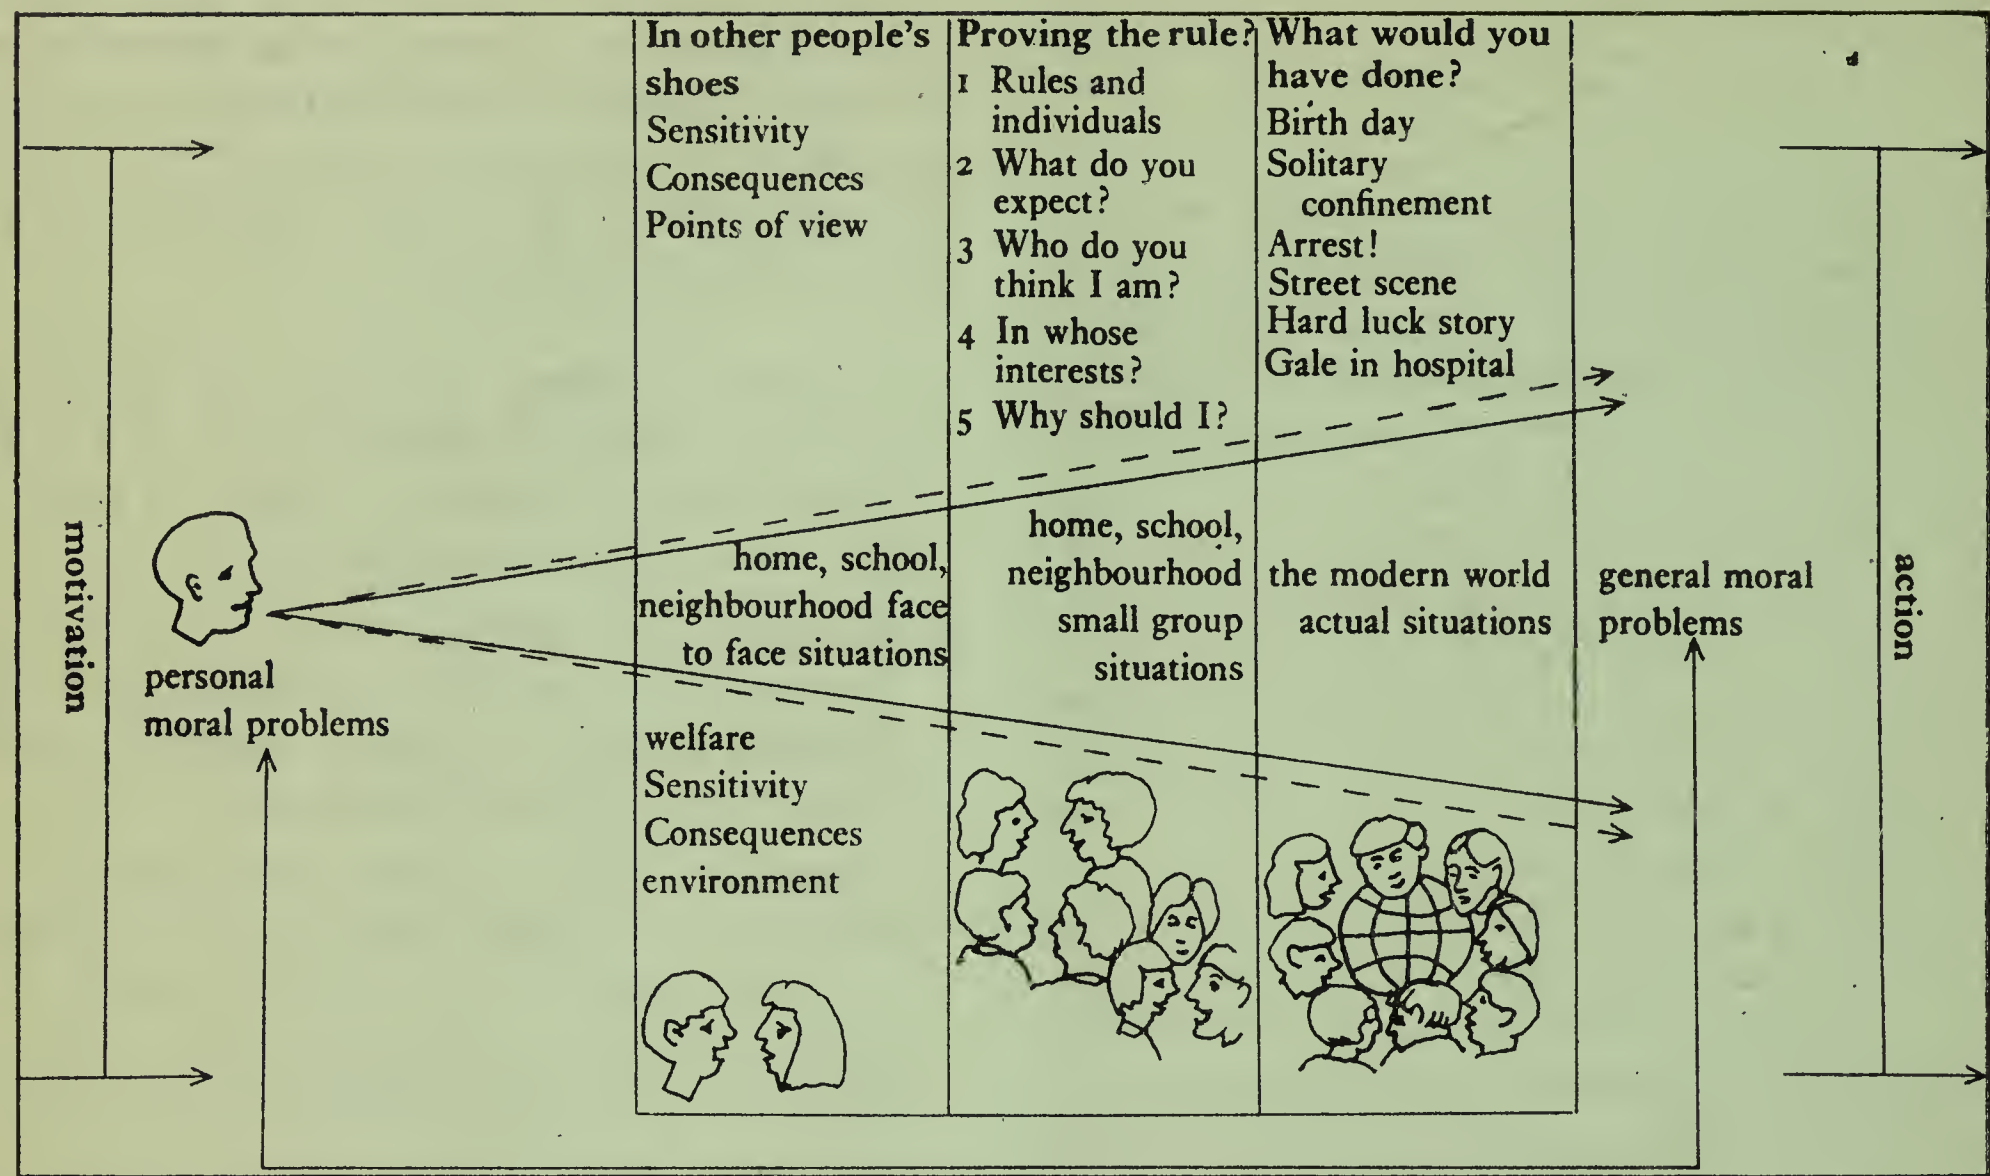 In other people's
shoes
Sensitivity
Consequences
Points of view
Proving the rule?
1 Rules and
individuals
2 What do you
expect?
3 Who do you
think I am?
4 In whose
interests?
5 Why should I?
What would you
have done?
Birth day
Solitary
confinement
Arrest!
Street scene
Hard luck story
Gale in hospital
motivation
personal
moral problems
home, school,
neighbourhood face
to face situations
home, school,
neighbourhood
small group
situations
the modern world
actual situations
general moral
problems
action
welfare
Sensitivity
Consequences
environment